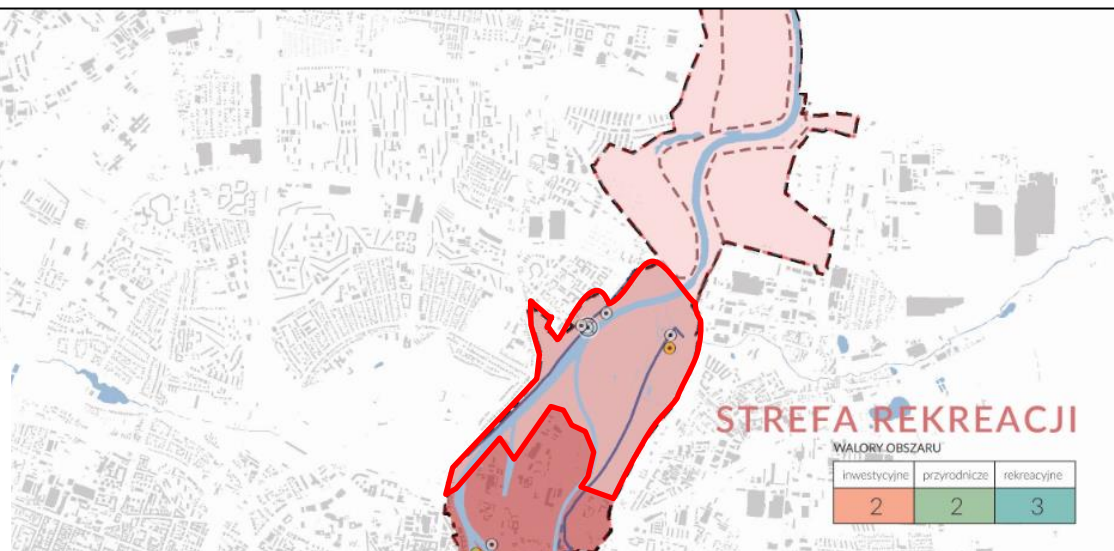 STREFA REKREACJI
WALORY OBSZARU
inwestycyjne przyrodnicze rekreacyjne
2 2 3